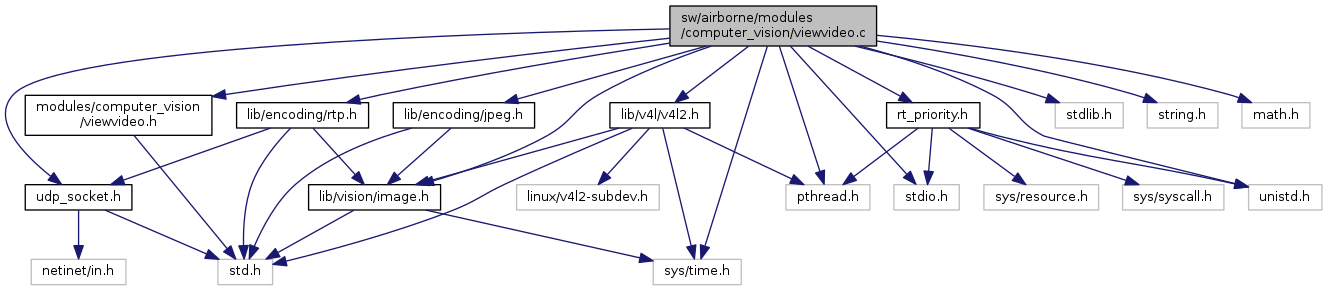 sw/airborne/modules
/computer_vision/viewvideo.c
modules/computer_vision
/viewvideo.h
lib/encoding/rtp.h
lib/encoding/jpeg.h
lib/v4l/v4l2.h
rt_priority.h
stdlib.h
string.h
math.h
udp_socket.h
lib/vision/image.h
linux/v4l2-subdev.h
pthread.h
stdio.h
sys/resource.h
sys/syscall.h
unistd.h
netinet/in.h
std.h
sys/time.h